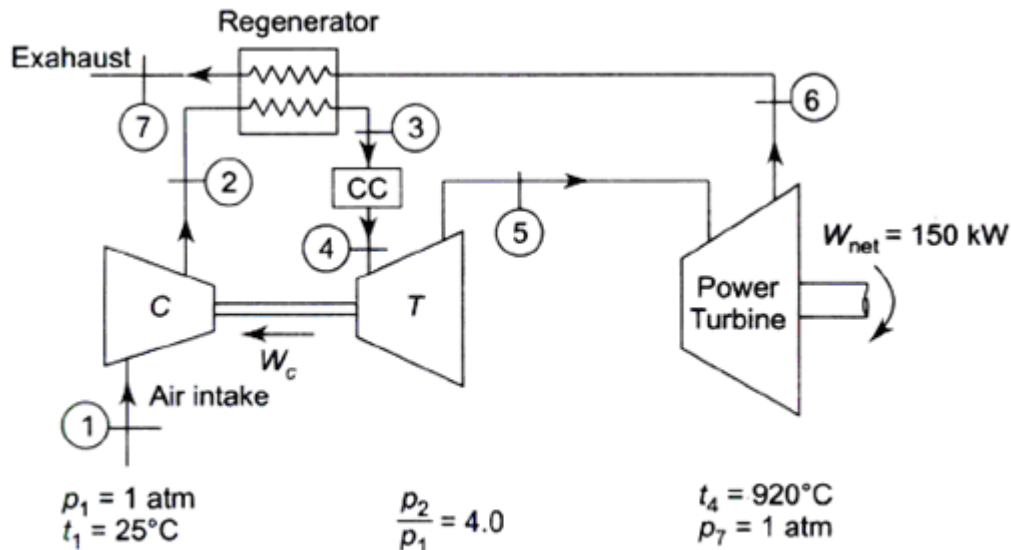 Regenerator
Exahaust
6
7
3
2
CC
5
4
W_net = 150 kW
C
T
Power
Turbine
W_c
Air intake
1
p_1 = 1 atm
t_1 = 25°C
p_2/p_1 = 4.0
t_4 = 920°C
p_7 = 1 atm